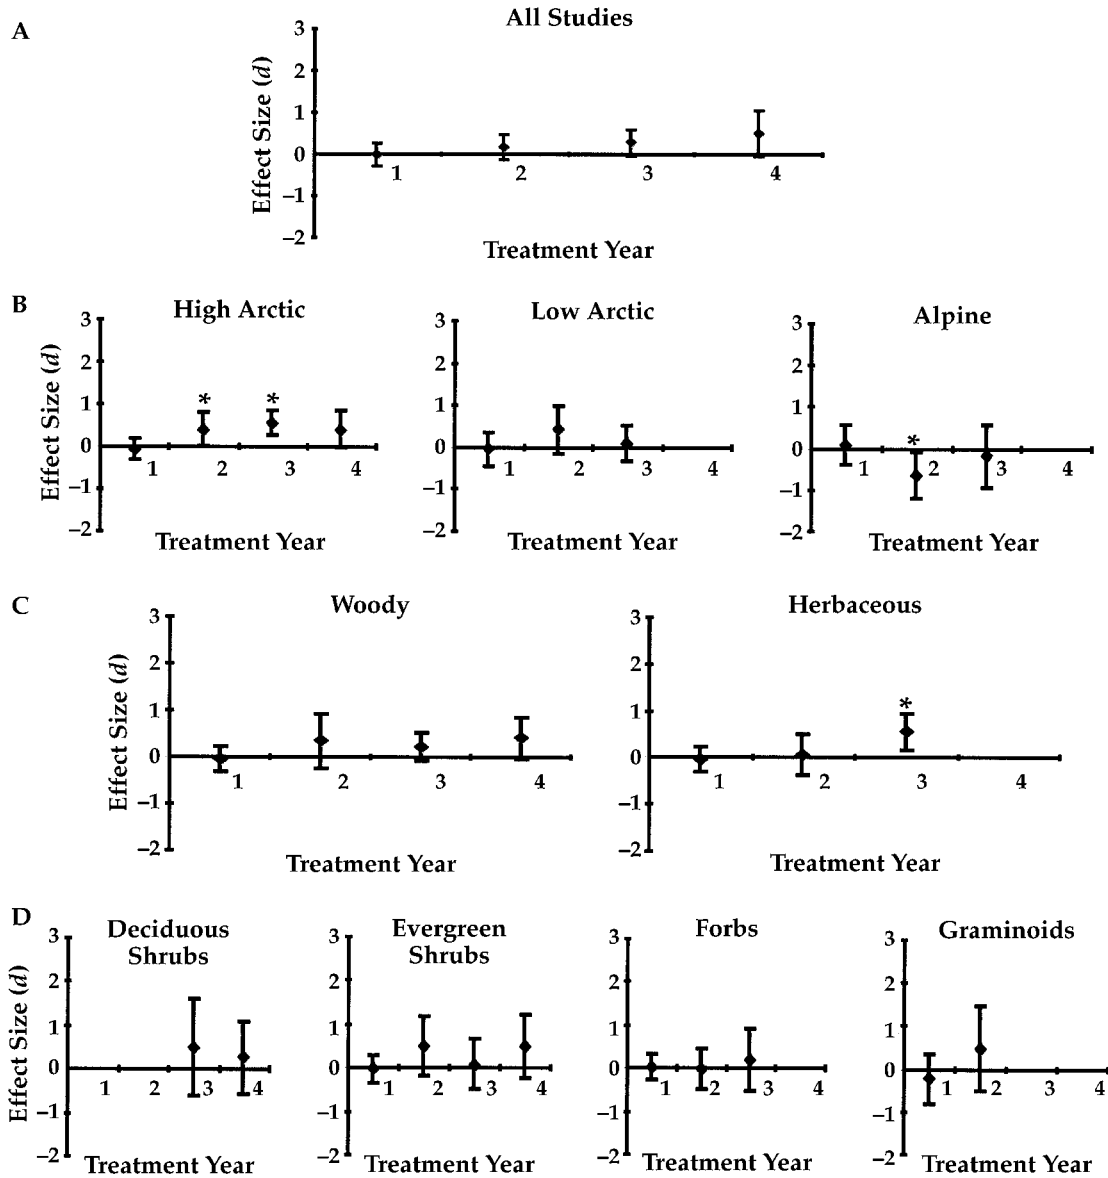 A
All Studies
Effect Size (d)
3
2
1
0
–1
–2
1 2 3 4
Treatment Year
B
High Arctic
Effect Size (d)
3
2
1
0
–1
–2
* *
1 2 3 4
Treatment Year
Low Arctic
3
2
1
0
–1
–2
1 2 3 4
Treatment Year
Alpine
3
2
1
0
–1
–2
*
1 2 3 4
Treatment Year
C
Woody
Effect Size (d)
3
2
1
0
–1
–2
1 2 3 4
Treatment Year
Herbaceous
3
2
1
0
–1
–2
*
1 2 3 4
Treatment Year
D
Deciduous
Shrubs
Effect Size (d)
3
2
1
0
–1
–2
1 2 3 4
Treatment Year
Evergreen
Shrubs
3
2
1
0
–1
–2
1 2 3 4
Treatment Year
Forbs
3
2
1
0
–1
–2
1 2 3 4
Treatment Year
Graminoids
3
2
1
0
–1
–2
1 2 3 4
Treatment Year